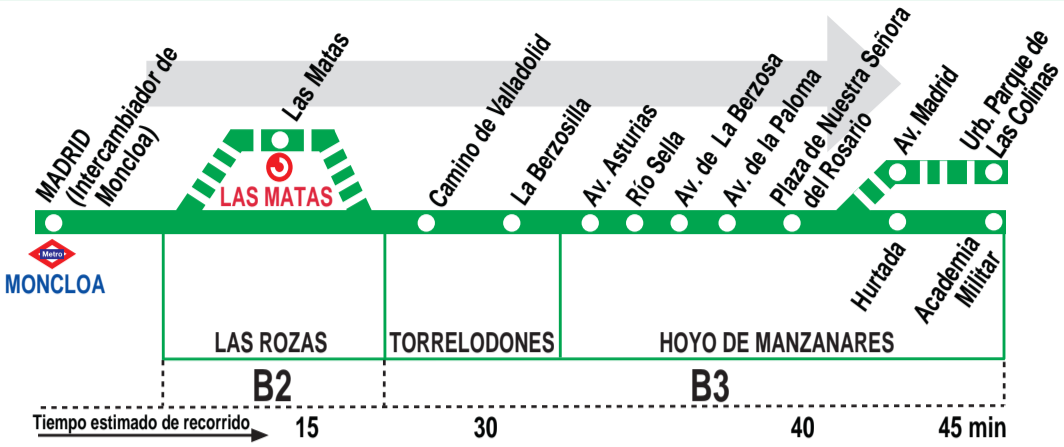 MADRID
(Intercambiador de
Moncloa)
Las Matas
Camino de Valladolid
La Berzosilla
Av. Asturias
Río Sella
Av. de La Berzosa
Av. de la Paloma
Plaza de Nuestra Señora
del Rosario
Av. Madrid
Urb. Parque de
Las Colinas
LAS MATAS
Metro
MONCLOA
Hurtada
Academia
Militar
LAS ROZAS
TORRELODONES
HOYO DE MANZANARES
B2
B3
Tiempo estimado de recorrido 15 30 40 45 min